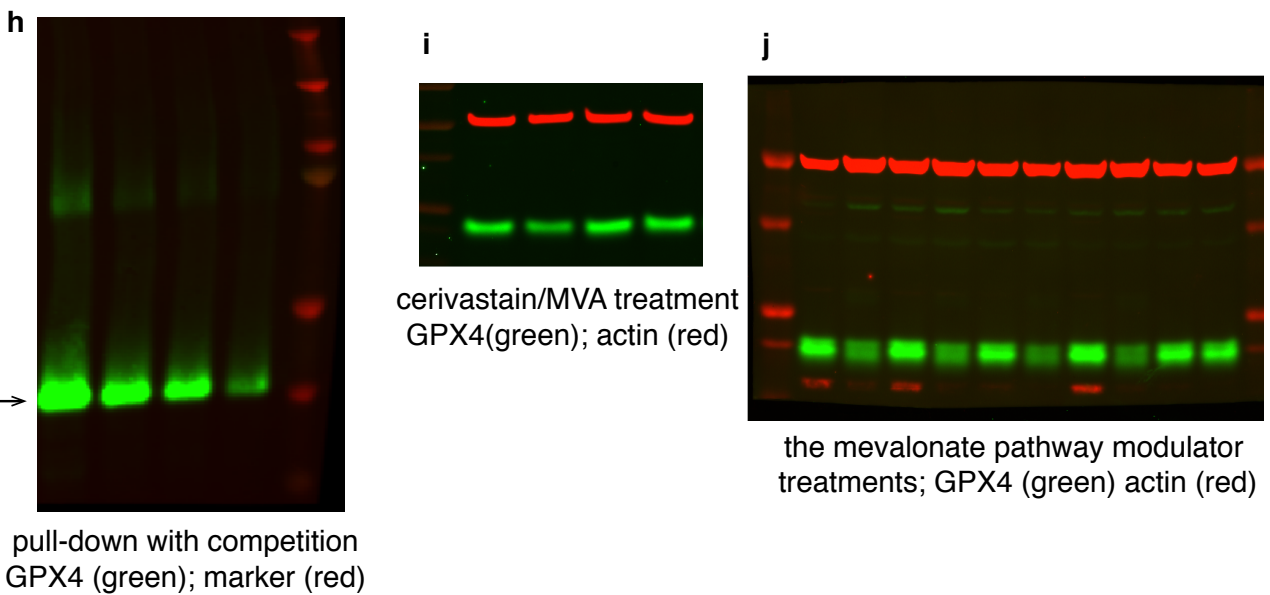 h
i
j
cerivastain/MVA treatment
GPX4(green); actin (red)
the mevalonate pathway modulator
treatments; GPX4 (green) actin (red)
pull-down with competition
GPX4 (green); marker (red)